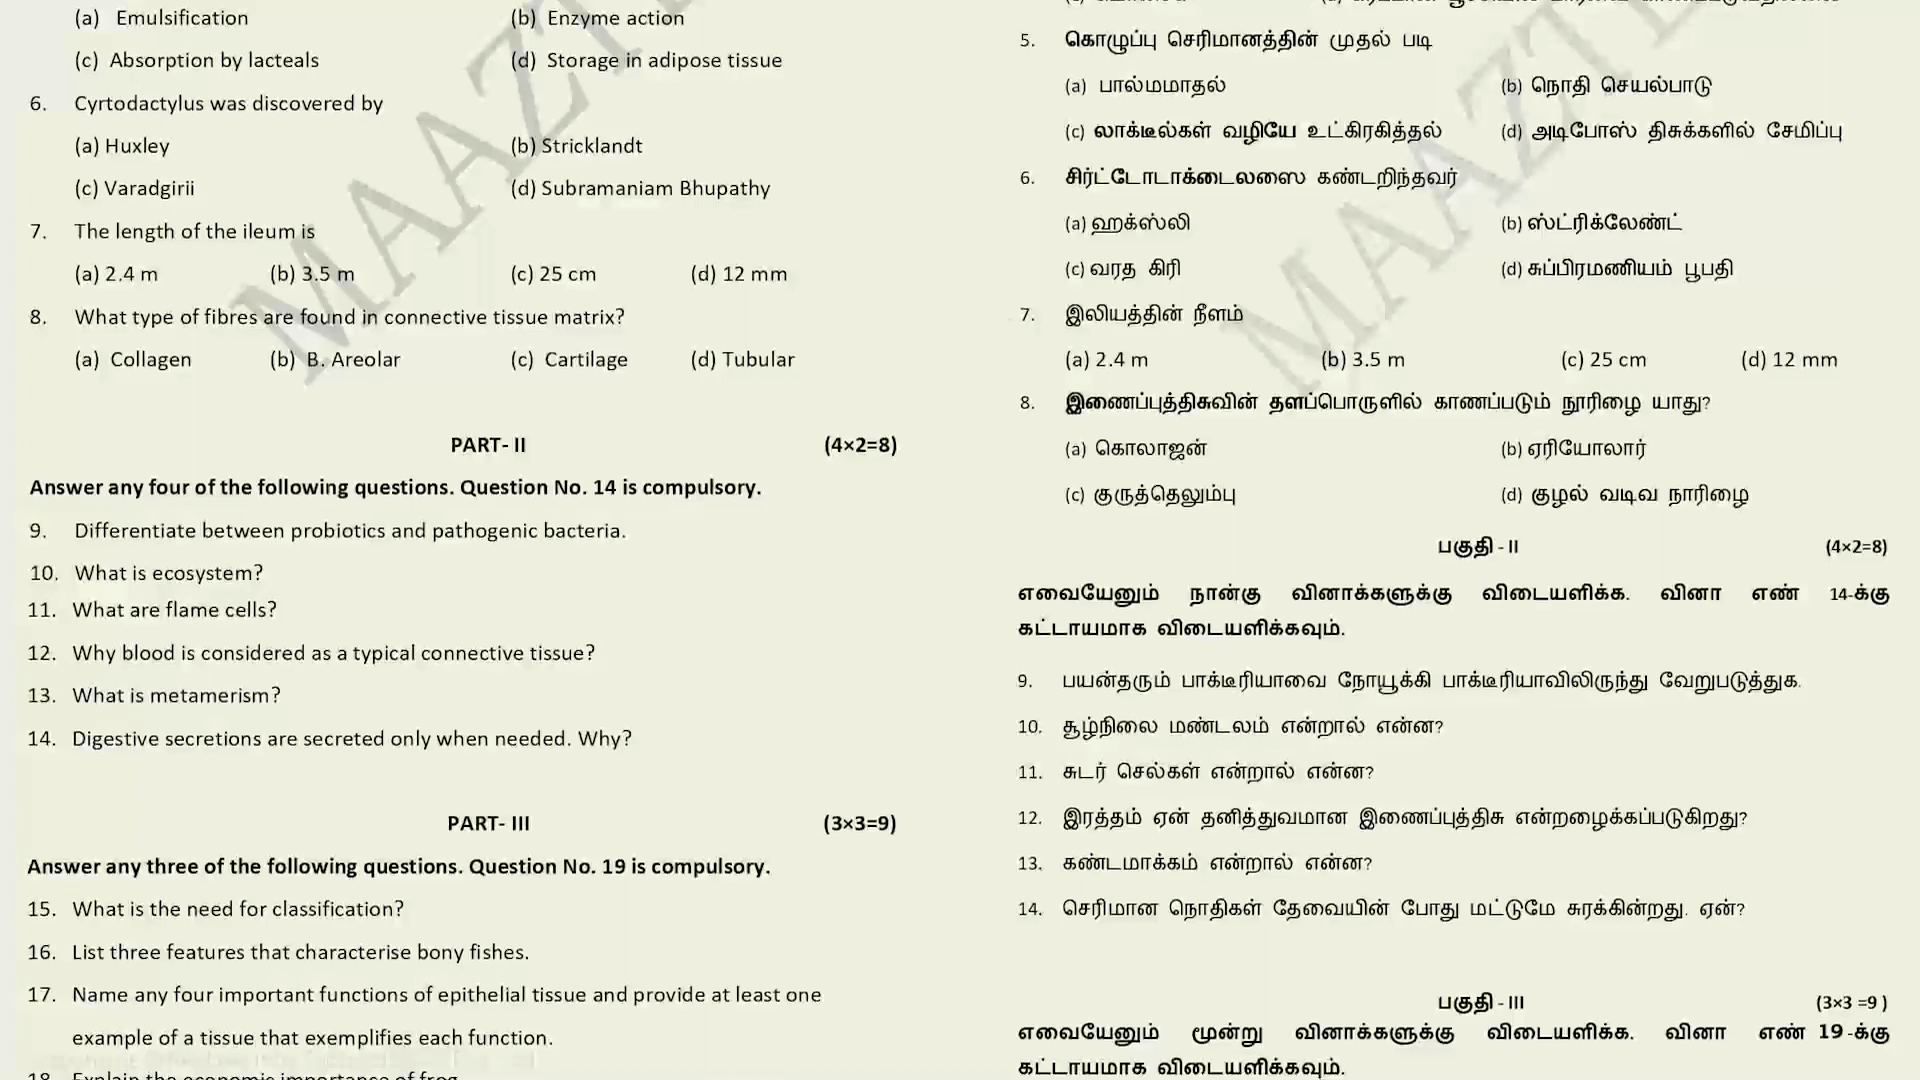 (a) Emulsification (b) Enzyme action
(c) Absorption by lacteals (d) Storage in adipose tissue
6. Cyrtodactylus was discovered by
(a) Huxley (b) Stricklandt
(c) Varadgirii (d) Subramaniam Bhupathy
7. The length of the ileum is
(a) 2.4 m (b) 3.5 m (c) 25 cm (d) 12 mm
8. What type of fibres are found in connective tissue matrix?
(a) Collagen (b) B. Areolar (c) Cartilage (d) Tubular
PART- II (4×2=8)
Answer any four of the following questions. Question No. 14 is compulsory.
9. Differentiate between probiotics and pathogenic bacteria.
10. What is ecosystem?
11. What are flame cells?
12. Why blood is considered as a typical connective tissue?
13. What is metamerism?
14. Digestive secretions are secreted only when needed. Why?
PART- III (3×3=9)
Answer any three of the following questions. Question No. 19 is compulsory.
15. What is the need for classification?
16. List three features that characterise bony fishes.
17. Name any four important functions of epithelial tissue and provide at least one
example of a tissue that exemplifies each function.
18. Explain the economic importance of frog.
5. கொழுப்பு செரிமானத்தின் முதல் படி
(a) பால்மமாதல் (b) நொதி செயல்பாடு
(c) லாக்டீல்கள் வழியே உட்கிரகித்தல் (d) அடிபோஸ் திசுக்களில் சேமிப்பு
6. சிர்ட்டோடாக்டைலஸை கண்டறிந்தவர்
(a) ஹக்ஸ்லி (b) ஸ்ட்ரிக்லேண்ட்
(c) வரத கிரி (d) சுப்பிரமணியம் பூபதி
7. இலியத்தின் நீளம்
(a) 2.4 m (b) 3.5 m (c) 25 cm (d) 12 mm
8. இணைப்புத்திசுவின் தளப்பொருளில் காணப்படும் நூரிழை யாது?
(a) கொலாஜன் (b) ஏரியோலார்
(c) குருத்தெலும்பு (d) குழல் வடிவ நாரிழை
பகுதி - II (4×2=8)
எவையேனும் நான்கு வினாக்களுக்கு விடையளிக்க. வினா எண் 14-க்கு
கட்டாயமாக விடையளிக்கவும்.
9. பயன்தரும் பாக்டீரியாவை நோயூக்கி பாக்டீரியாவிலிருந்து வேறுபடுத்துக.
10. சூழ்நிலை மண்டலம் என்றால் என்ன?
11. சுடர் செல்கள் என்றால் என்ன?
12. இரத்தம் ஏன் தனித்துவமான இணைப்புத்திசு என்றழைக்கப்படுகிறது?
13. கண்டமாக்கம் என்றால் என்ன?
14. செரிமான நொதிகள் தேவையின் போது மட்டுமே சுரக்கின்றது. ஏன்?
பகுதி - III (3×3 =9 )
எவையேனும் மூன்று வினாக்களுக்கு விடையளிக்க. வினா எண் 19-க்கு
கட்டாயமாக விடையளிக்கவும்.